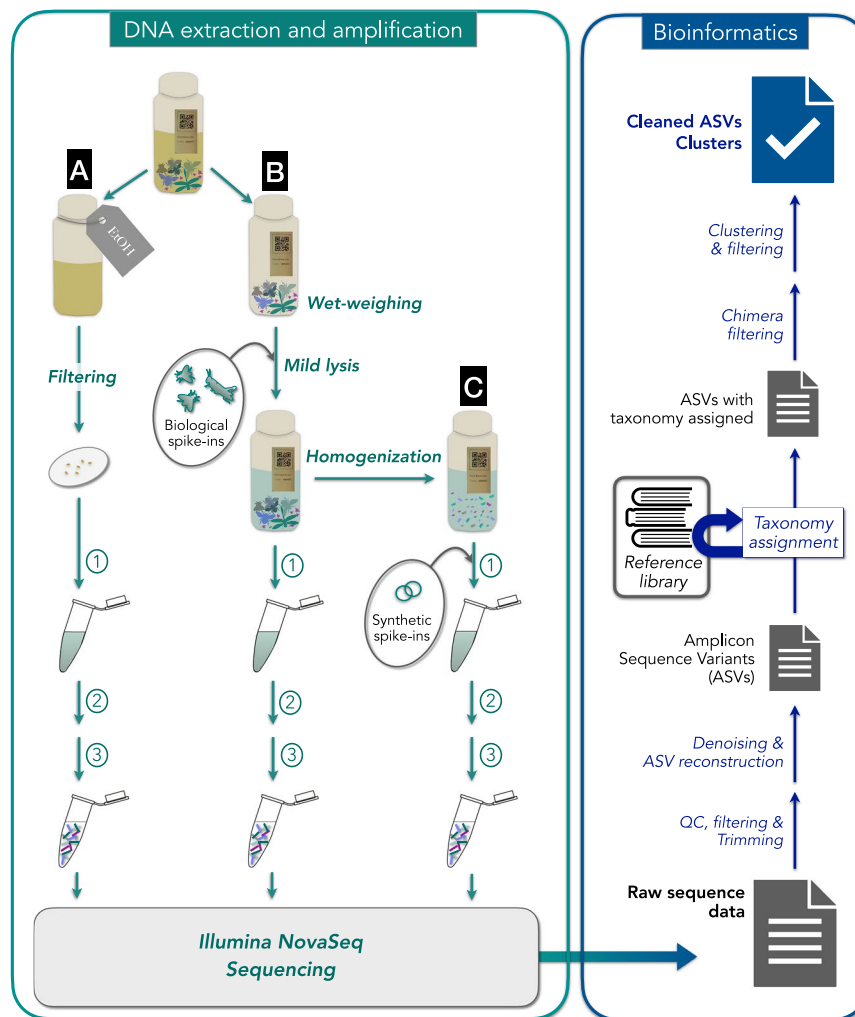 DNA extraction and amplification
A
B
EtOH
Wet-weighing
Filtering
Mild lysis
Biological
spike-ins
C
Homogenization
1
1
1
Synthetic
spike-ins
2
2
2
3
3
3
Illumina NovaSeq
Sequencing
Bioinformatics
Cleaned ASVs
Clusters
Clustering
& filtering
Chimera
filtering
ASVs with
taxonomy assigned
Taxonomy
assignment
Reference
library
Amplicon
Sequence Variants
(ASVs)
Denoising &
ASV reconstruction
QC, filtering &
Trimming
Raw sequence
data